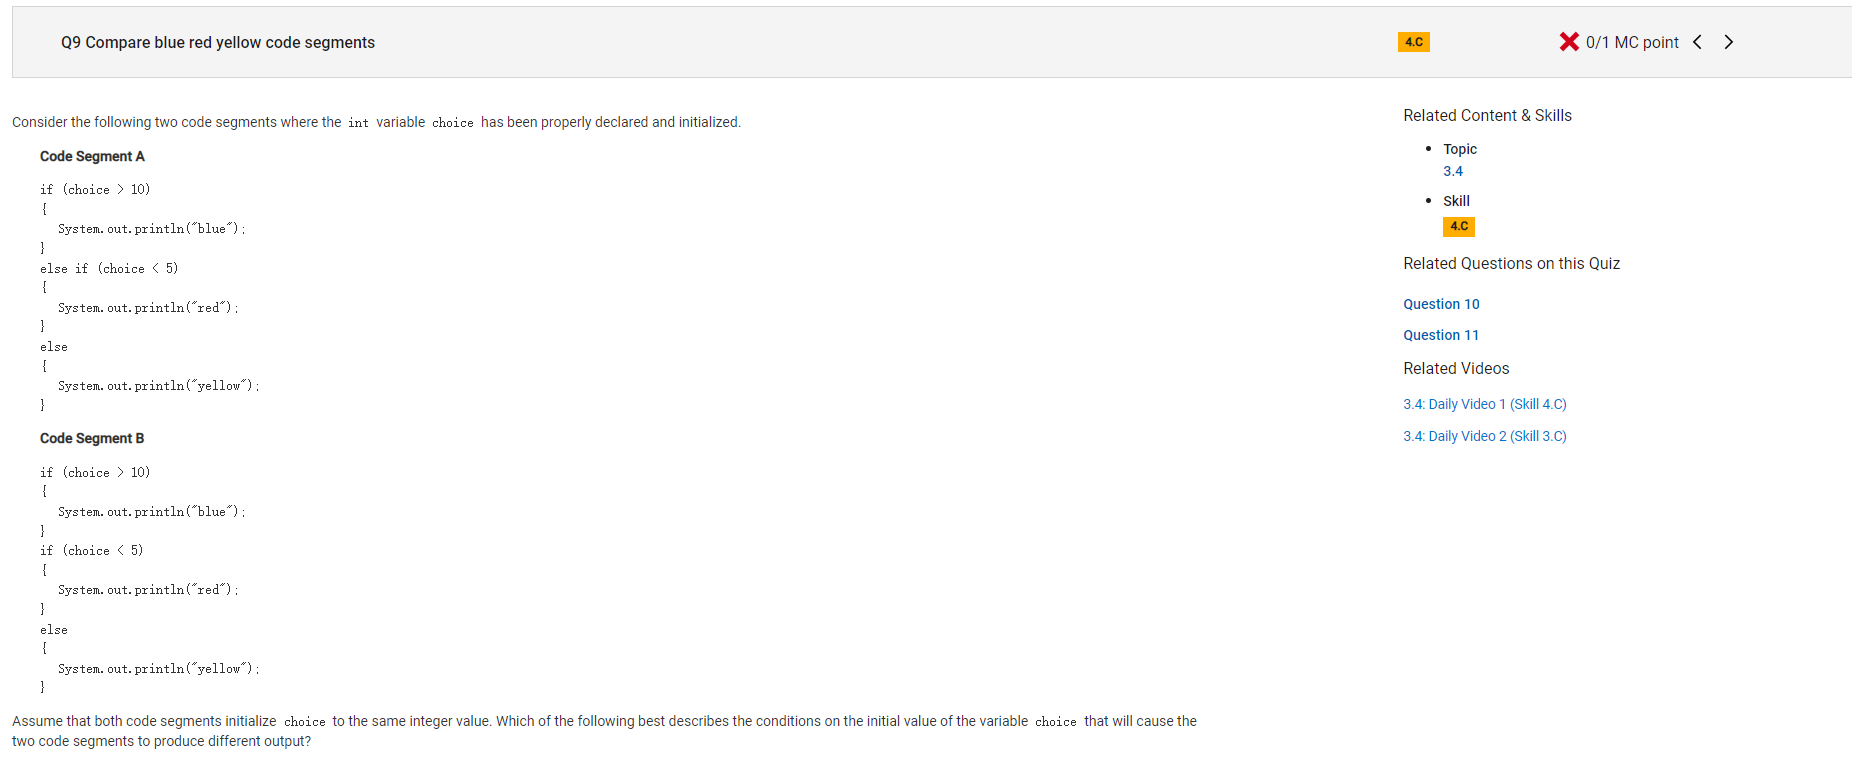 Q9 Compare blue red yellow code segments
4.C
0/1 MC point
Consider the following two code segments where the int variable choice has been properly declared and initialized.
Code Segment A
if (choice > 10)
{
System.out.println("blue");
}
else if (choice < 5)
{
System.out.println("red");
}
else
{
System.out.println("yellow");
}
Code Segment B
if (choice > 10)
{
System.out.println("blue");
}
if (choice < 5)
{
System.out.println("red");
}
else
{
System.out.println("yellow");
}
Assume that both code segments initialize choice to the same integer value. Which of the following best describes the conditions on the initial value of the variable choice that will cause the
two code segments to produce different output?
Related Content & Skills
• Topic
3.4
• Skill
4.C
Related Questions on this Quiz
Question 10
Question 11
Related Videos
3.4: Daily Video 1 (Skill 4.C)
3.4: Daily Video 2 (Skill 3.C)